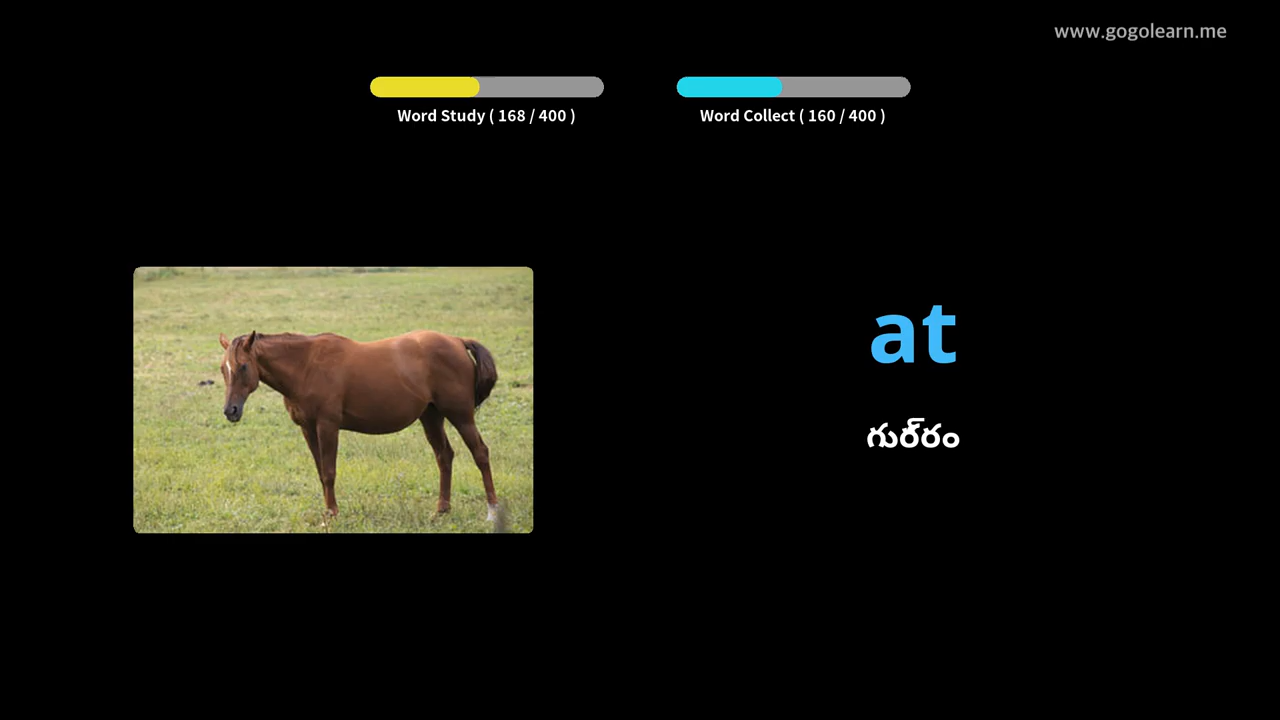 www.gogolearn.me
Word Study ( 168 / 400 )
Word Collect ( 160 / 400 )
at
గుర్‌రం